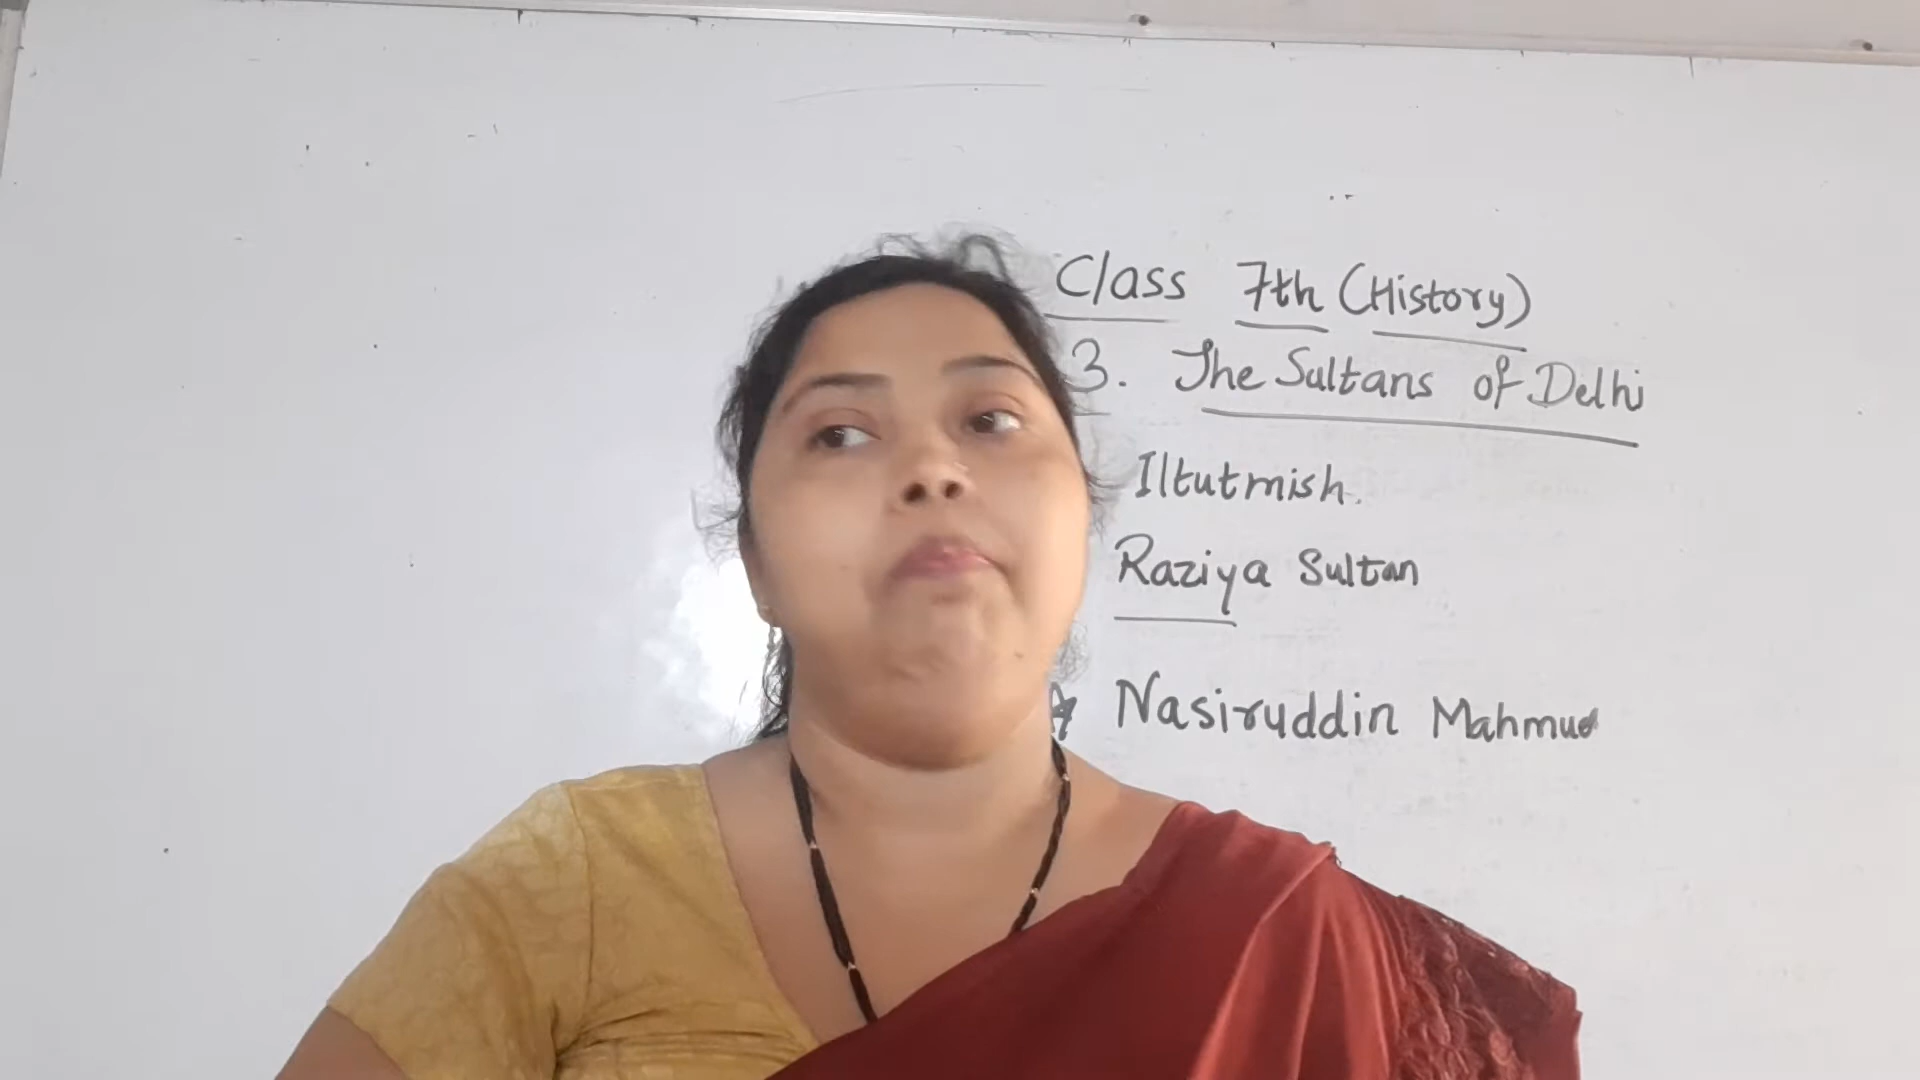 Class 7th (History)
3. The Sultans of Delhi
Iltutmish.
Raziya Sultan
Nasiruddin Mahmud